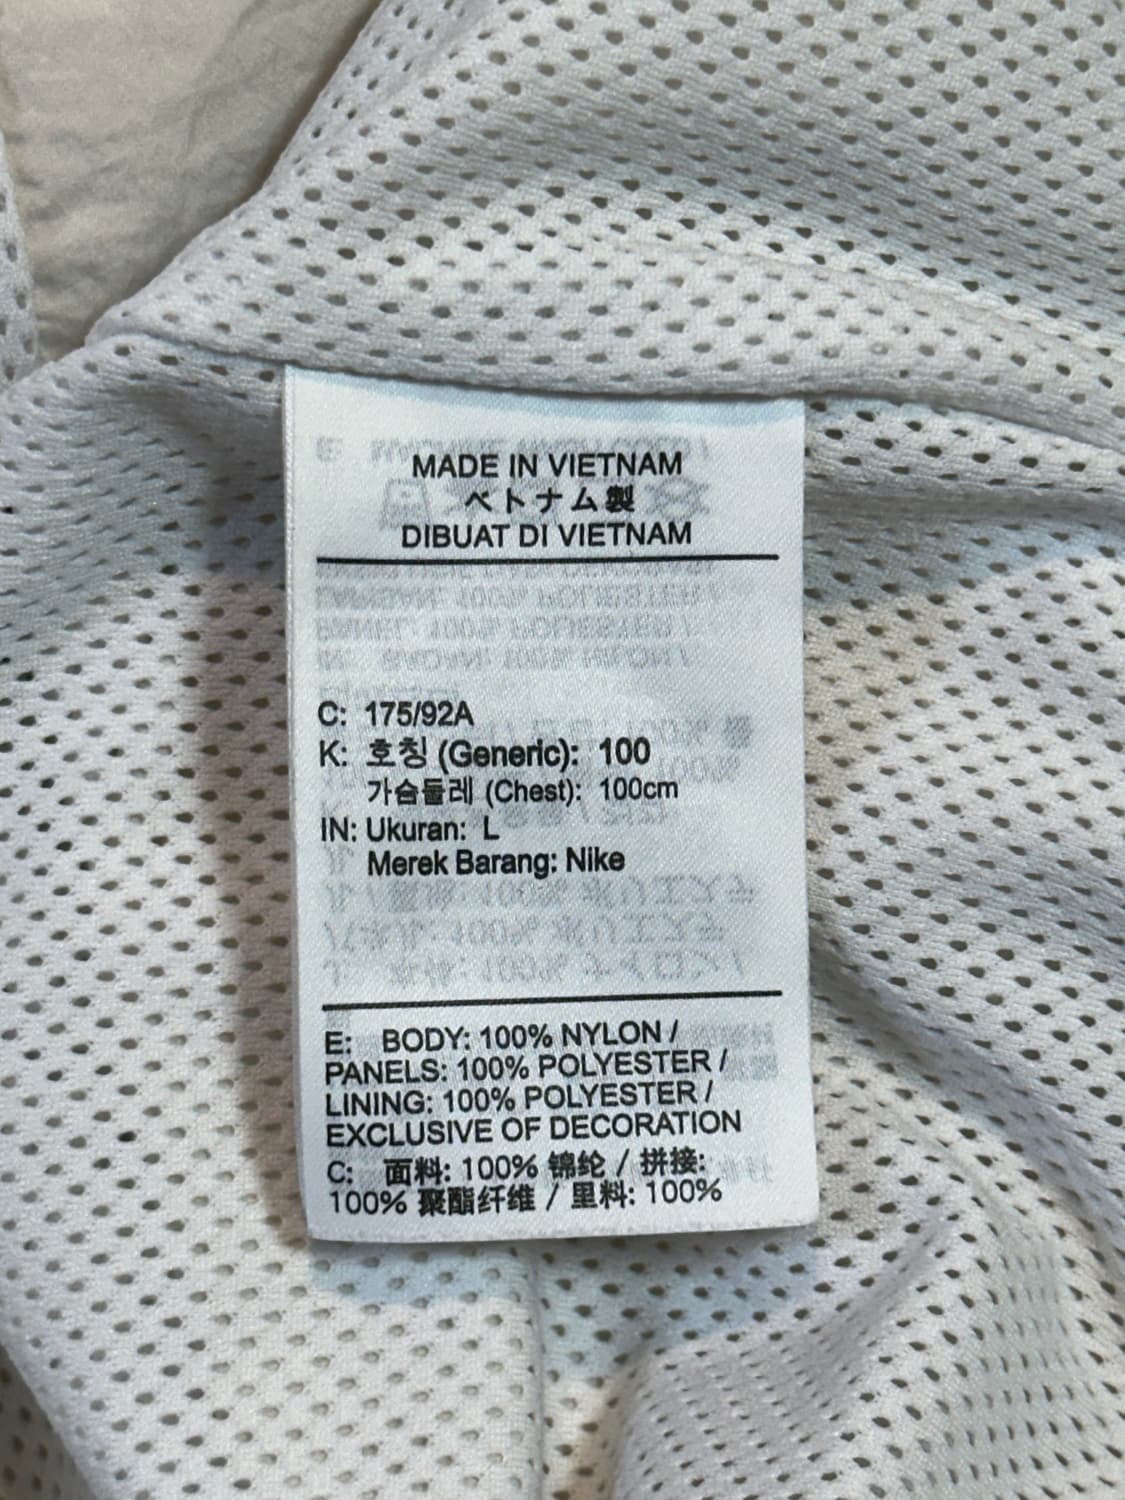 MADE IN VIETNAM
ベトナム製
DIBUAT DI VIETNAM
C: 175/92A
K: 호칭 (Generic): 100
가슴둘레 (Chest): 100cm
IN: Ukuran: L
Merek Barang: Nike
E: BODY: 100% NYLON /
PANELS: 100% POLYESTER /
LINING: 100% POLYESTER /
EXCLUSIVE OF DECORATION
C: 面料: 100% 锦纶 / 拼接:
100% 聚酯纤维 / 里料: 100%